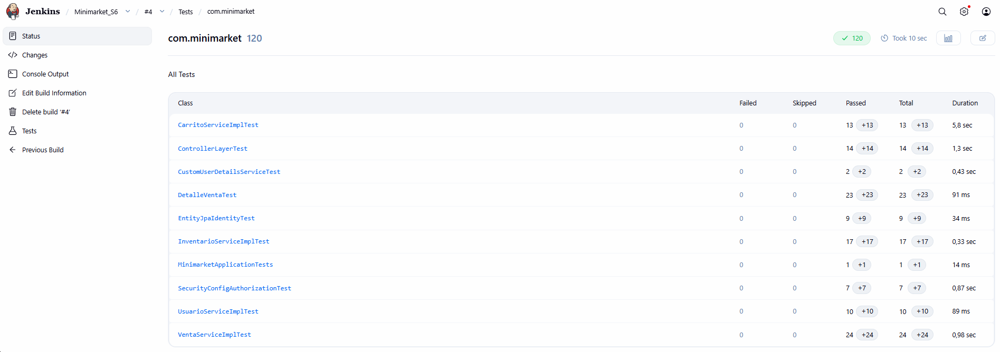 Jenkins / Minimarket_S6 / #4 / Tests / com.minimarket
Status
Changes
Console Output
Edit Build Information
Delete build ‘#4’
Tests
Previous Build
com.minimarket 120
120 Took 10 sec
All Tests
Class Failed Skipped Passed Total Duration
CarritoServiceImplTest 0 0 13 +13 13 +13 5,8 sec
ControllerLayerTest 0 0 14 +14 14 +14 1,3 sec
CustomUserDetailsServiceTest 0 0 2 +2 2 +2 0,43 sec
DetalleVentaTest 0 0 23 +23 23 +23 91 ms
EntityJpaIdentityTest 0 0 9 +9 9 +9 34 ms
InventarioServiceImplTest 0 0 17 +17 17 +17 0,33 sec
MinimarketApplicationTests 0 0 1 +1 1 +1 14 ms
SecurityConfigAuthorizationTest 0 0 7 +7 7 +7 0,87 sec
UsuarioServiceImplTest 0 0 10 +10 10 +10 89 ms
VentaServiceImplTest 0 0 24 +24 24 +24 0,98 sec